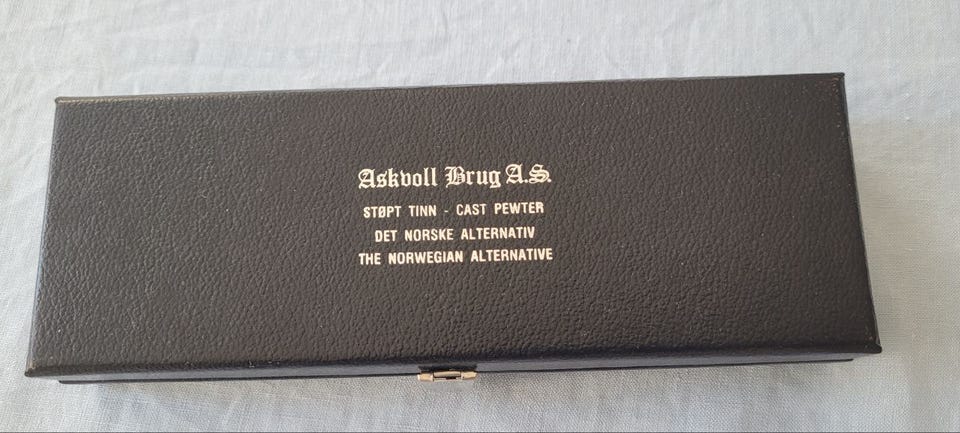 Askvoll Brug A.S.
STØPT TINN - CAST PEWTER
DET NORSKE ALTERNATIV
THE NORWEGIAN ALTERNATIVE